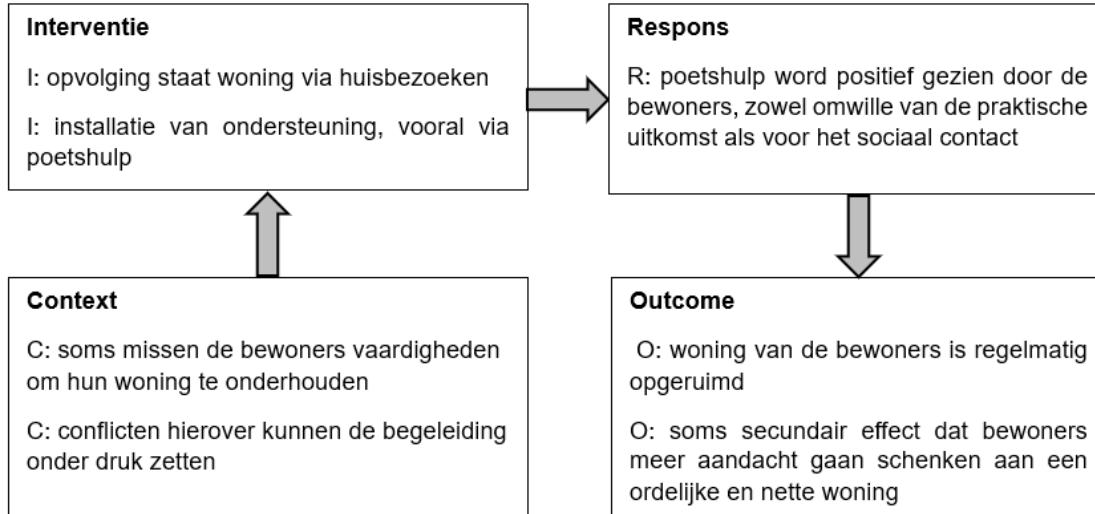 Interventie
I: opvolging staat woning via huisbezoeken
I: installatie van ondersteuning, vooral via
poetshulp
Respons
R: poetshulp word positief gezien door de
bewoners, zowel omwille van de praktische
uitkomst als voor het sociaal contact
Context
C: soms missen de bewoners vaardigheden
om hun woning te onderhouden
C: conflicten hierover kunnen de begeleiding
onder druk zetten
Outcome
O: woning van de bewoners is regelmatig
opgeruimd
O: soms secundair effect dat bewoners
meer aandacht gaan schenken aan een
ordelijke en nette woning